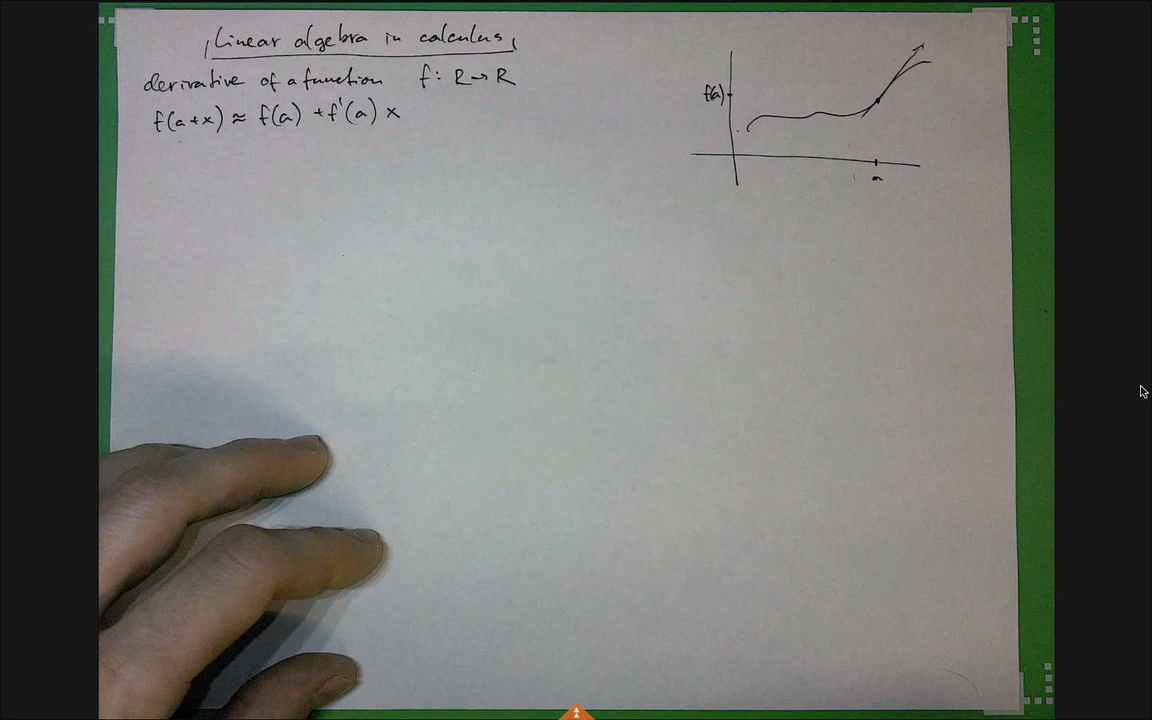 Linear algebra in calculus
derivative of a function f: R → R
f(a+x) ≈ f(a) + f'(a) x
f(a)
a